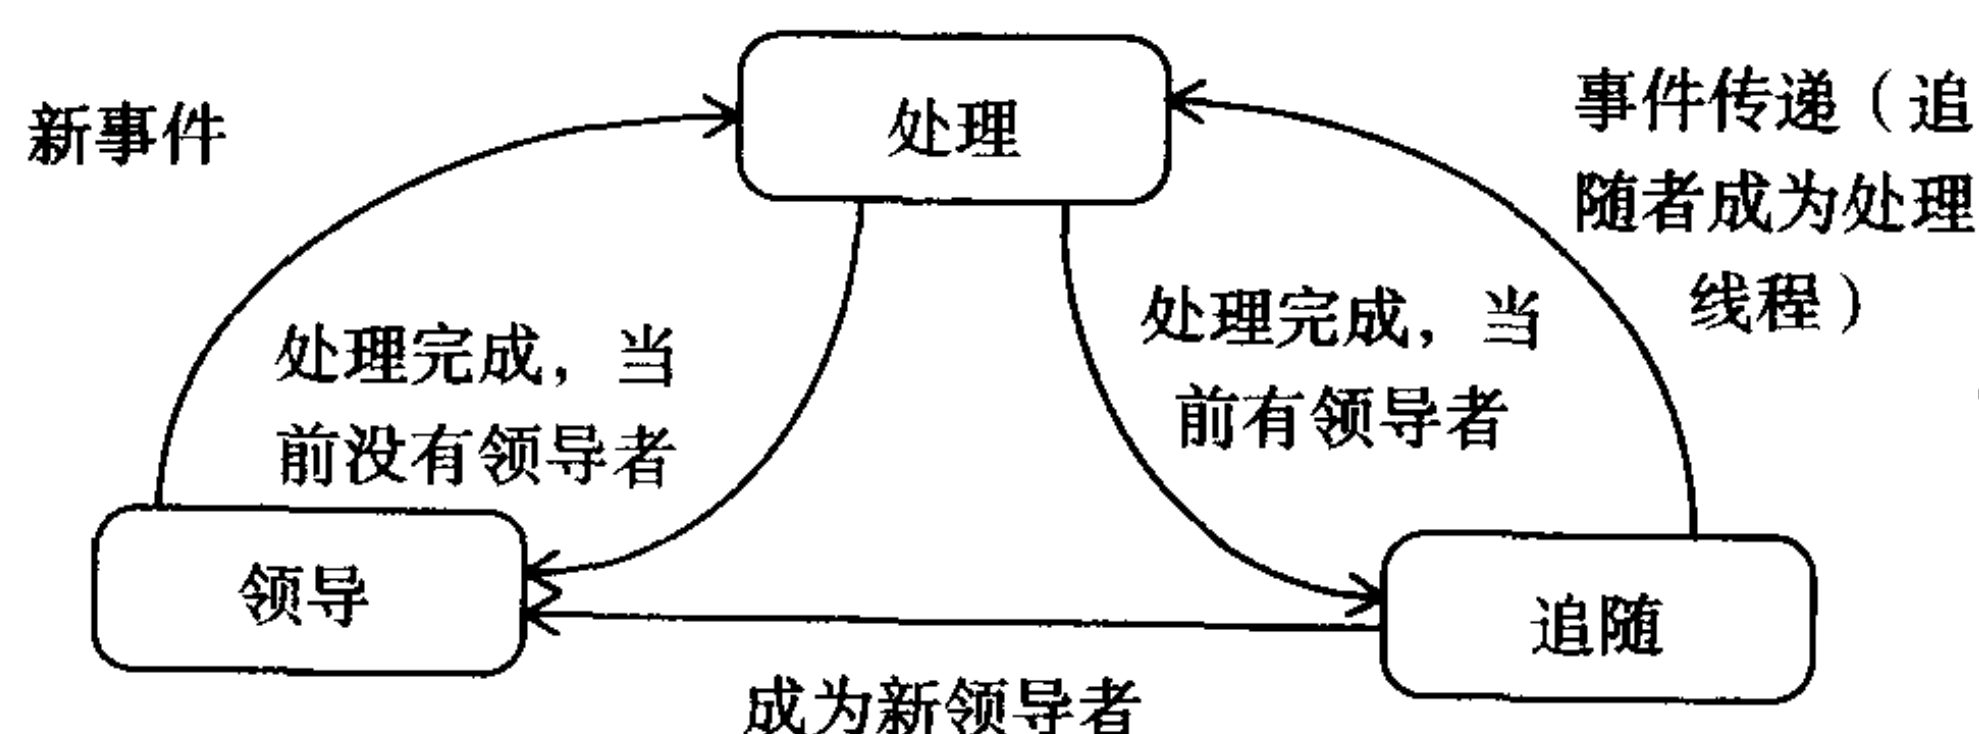 处理
新事件
事件传递（追
随者成为处理
线程）
处理完成，当
前没有领导者
处理完成，当
前有领导者
领导
追随
成为新领导者